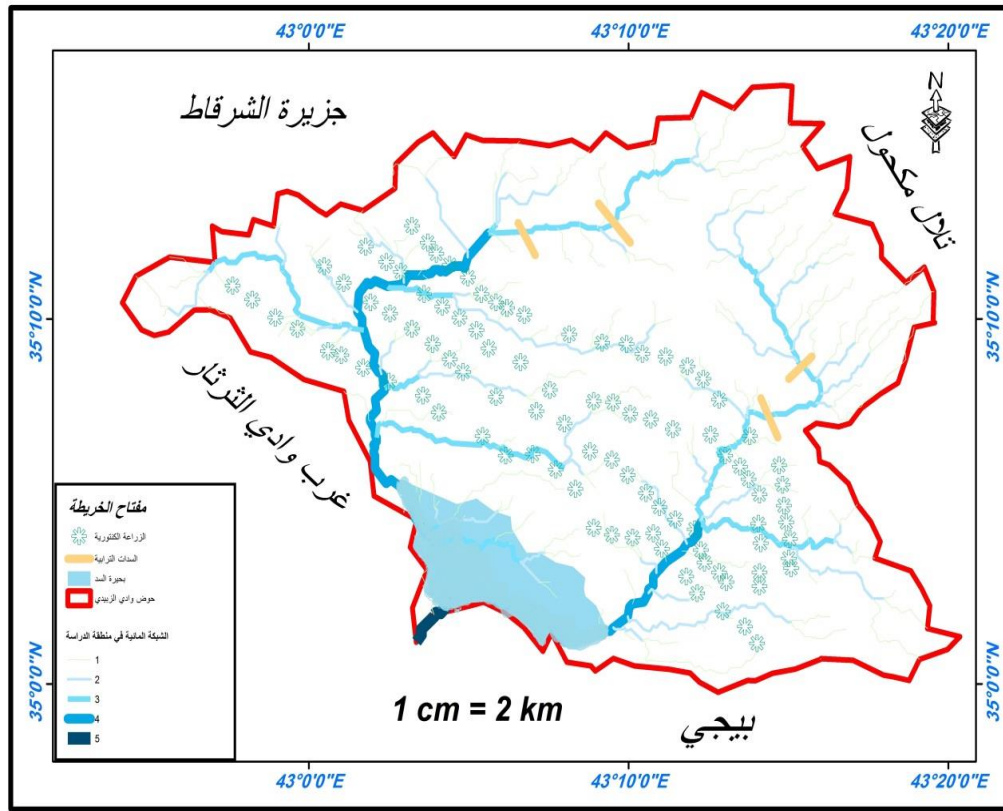 43°0'0"E
43°10'0"E
43°20'0"E
N
جزيرة الشرقاط
تلال مكحول
35°10'0"N
35°10'0"N
غرب وادي الثرثار
مفتاح الخريطة
الزراعة الكنتورية
السدات الترابية
بحيرة السد
حوض وادي الزبيدي
الشبكة المائية في منطقة الدراسة
1
2
3
4
5
35°0'0"N
35°0'0"N
1 cm = 2 km
بيجي
43°0'0"E
43°10'0"E
43°20'0"E